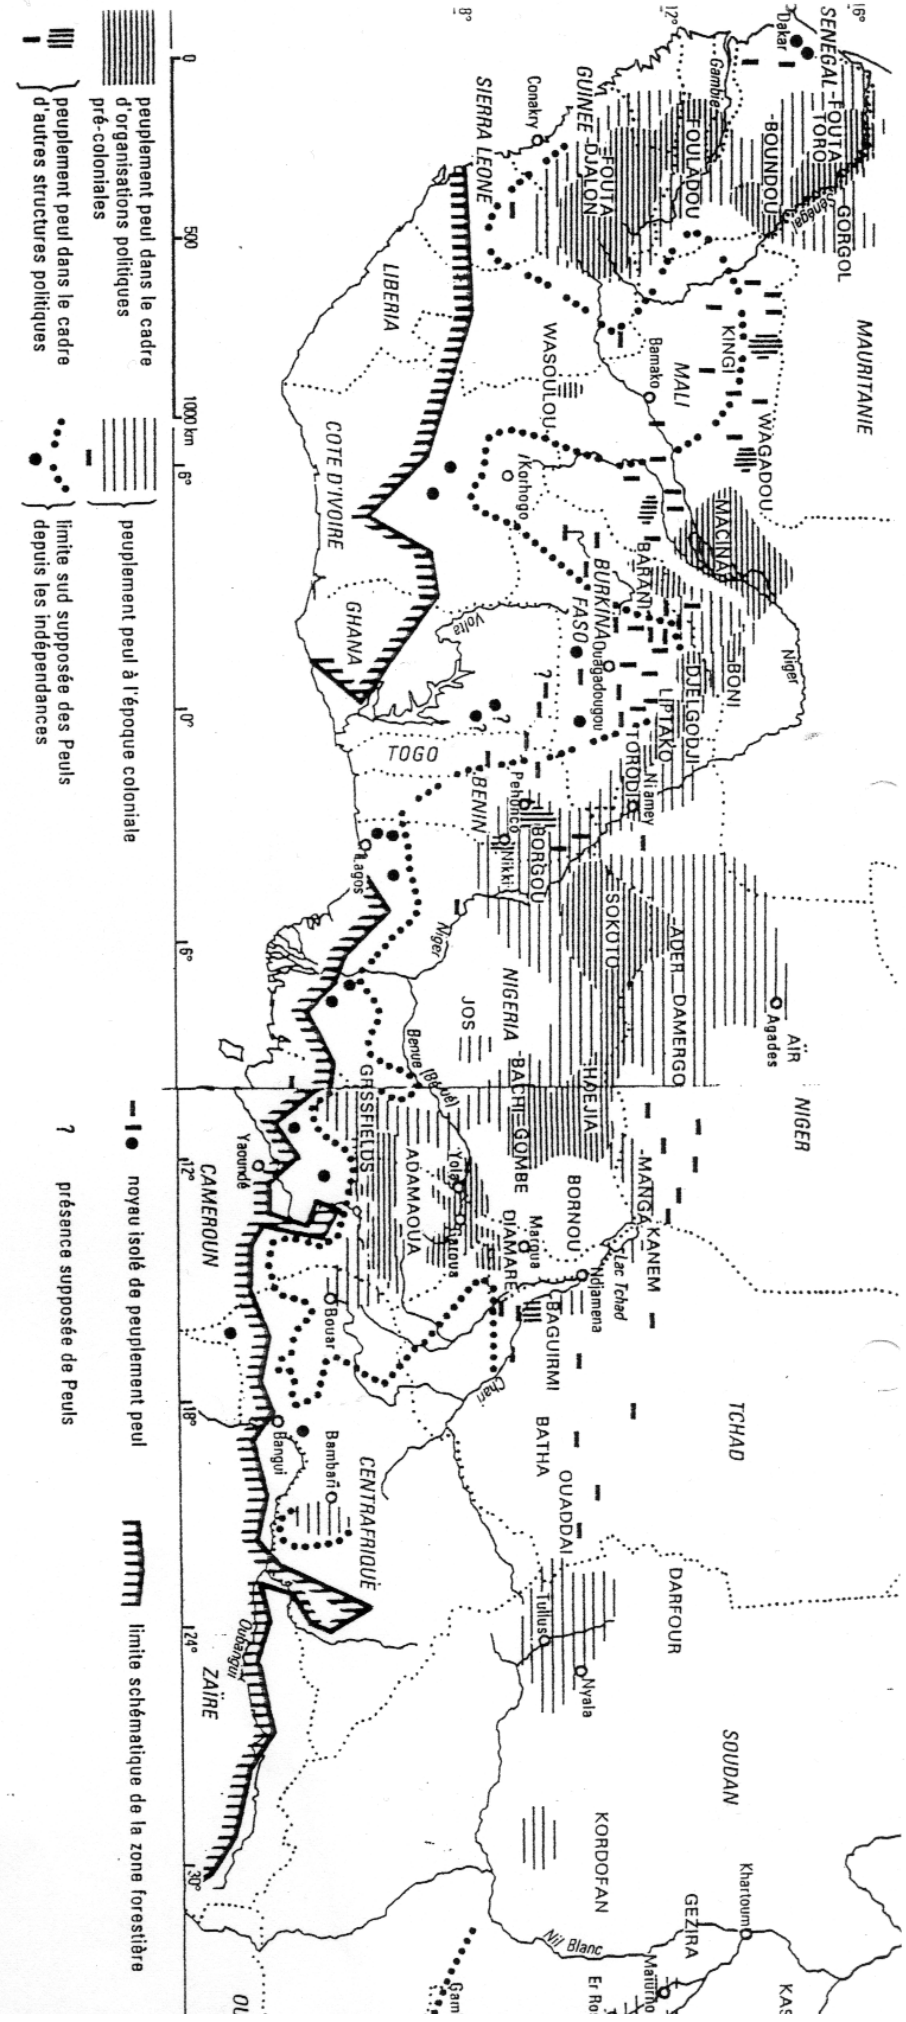 16°
12°
8°
SENEGAL
Dakar
-FOUTA
TORO
GORGOL
Sénégal
-BOUNDOU
Gambie
FOULADOU
GUINEE
FOUTA
-DJALON
Conakry
SIERRA LEONE
LIBERIA
MAURITANIE
KINGI
WAGADOU
MALI
Bamako
WASOULOU
Korhogo
COTE D'IVOIRE
MACINA
BARANI
BURKINA
FASO
Ouagadougou
GHANA
Volta
-BONI
Niger
-DJELGODJI-
LIPTAKO
TORODI
Niamey
?
?
?
TOGO
BENIN
Pehonco
BORGOU
Nikki
Lagos
SOKOTO
-ADER DAMERGO
Agades
AÏR
NIGER
Niger
NIGERIA
JOS
Benue (Bénoué)
-HADEJIA
-BAUCHI-GOMBE
GRASSFIELDS
ADAMAOUA
Yola
Garoua
DIAMARE
Maroua
BORNOU
-MANGA
KANEM
Lac Tchad
Ndjamena
BAGUIRMI
Chari
Yaoundé
CAMEROUN
Bouar
Bangui
Bambari
CENTRAFRIQUE
TCHAD
BATHA
OUADDAI
DARFOUR
Tullus
Nyala
Oubangui
ZAÏRE
SOUDAN
KORDOFAN
Khartoum
GEZIRA
Nil Blanc
Maiurno
Er Ro
KAS
Gam
OU
0
500
1000 km
6°
0°
6°
12°
18°
24°
30°
peuplement peul dans le cadre
d'organisations politiques
pré-coloniales
peuplement peul à l'époque coloniale
noyau isolé de peuplement peul
limite schématique de la zone forestière
peuplement peul dans le cadre
d'autres structures politiques
limite sud supposée des Peuls
depuis les indépendances
? présence supposée de Peuls